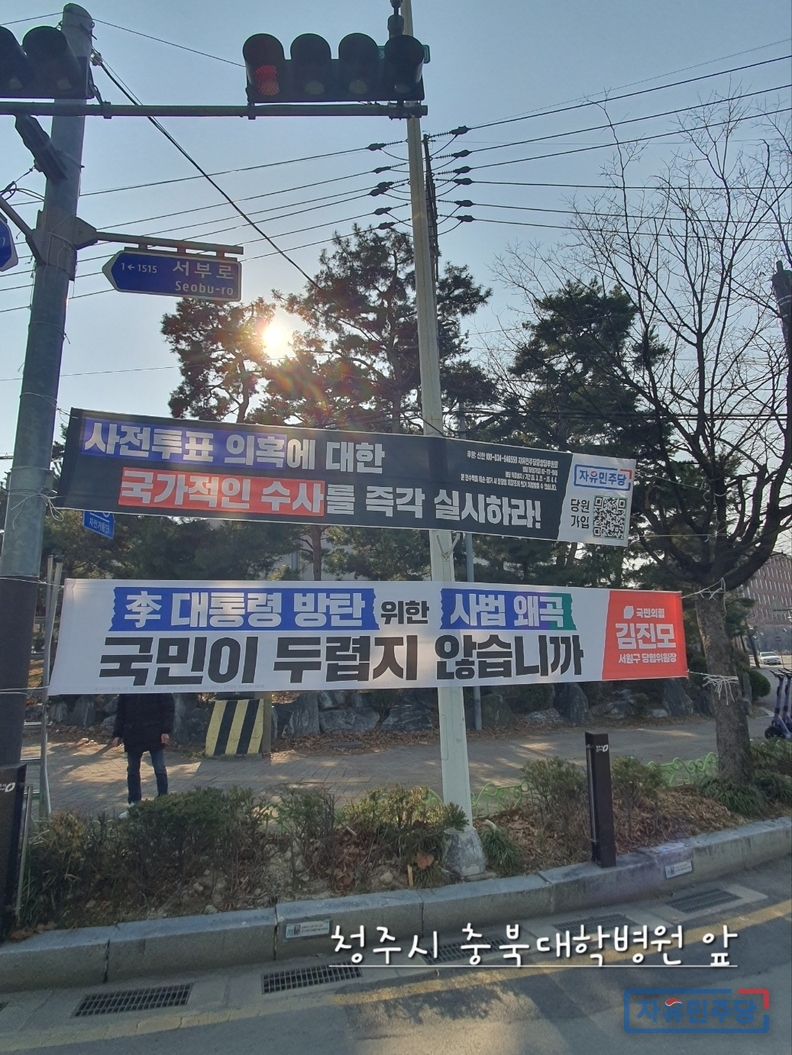 1 ← 1515 서부로
Seobu-ro
사전투표 의혹에 대한
국가적인 수사를 즉각 실시하라!
자유민주당
당원
가입
李 대통령 방탄 위한 사법 왜곡
국민이 두렵지 않습니까
국민의힘
김진모
서원구 당협위원장
청주시 충북대학병원 앞
자유민주당